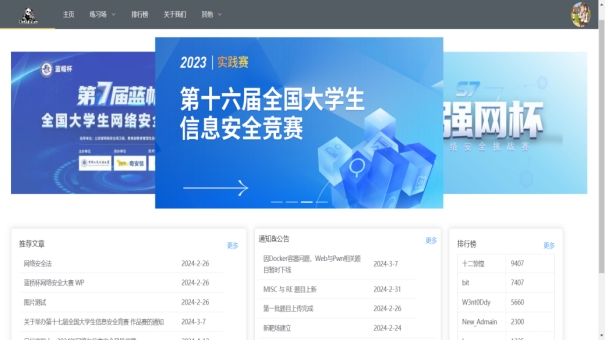 主页 练习场 排行榜 关于我们 其他
蓝帽杯
第7届蓝帽
全国大学生网络安
2023 实践赛
第十六届全国大学生
信息安全竞赛
S7
强网杯
络安全挑战赛
推荐文章 更多
网络安全法 2024-2-26
蓝桥杯网络安全大赛 WP 2024-2-26
图片测试 2024-2-26
关于举办第十七届全国大学生信息安全竞赛 作品赛的通知 2024-3-7
通知&公告 更多
因Docker容器问题，Web与Pwn相关题
目暂时下线 2024-3-7
MISC 与 RE 题目上新 2024-2-31
第一批题目上传完成 2024-2-26
新靶场建立 2024-2-24
排行榜 更多
十二敦煌 9407
bit 7407
W3nt0Ddy 5660
New_Admain 2300